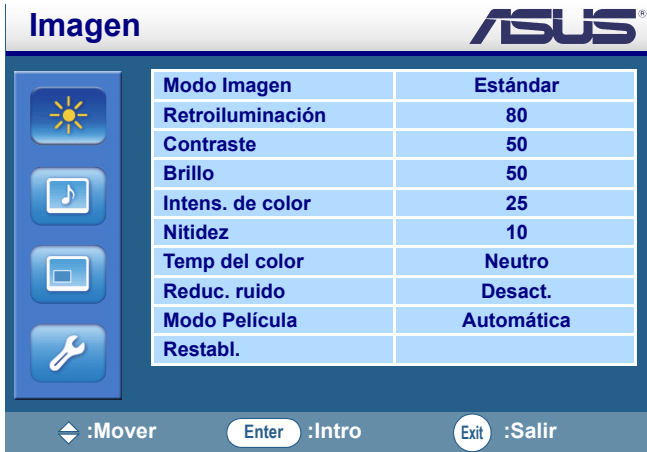 Imagen
ASUS®
Modo Imagen Estándar
Retroiluminación 80
Contraste 50
Brillo 50
Intens. de color 25
Nitidez 10
Temp del color Neutro
Reduc. ruido Desact.
Modo Película Automática
Restabl.
:Mover Enter :Intro Exit :Salir